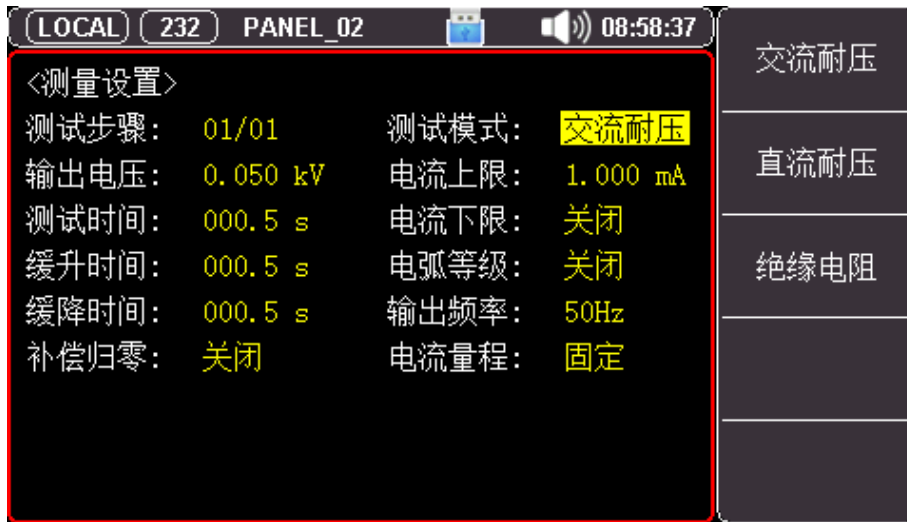 LOCAL 232 PANEL_02 08:58:37
<测量设置>
测试步骤: 01/01 测试模式: 交流耐压
输出电压: 0.050 kV 电流上限: 1.000 mA
测试时间: 000.5 s 电流下限: 关闭
缓升时间: 000.5 s 电弧等级: 关闭
缓降时间: 000.5 s 输出频率: 50Hz
补偿归零: 关闭 电流量程: 固定
交流耐压
直流耐压
绝缘电阻